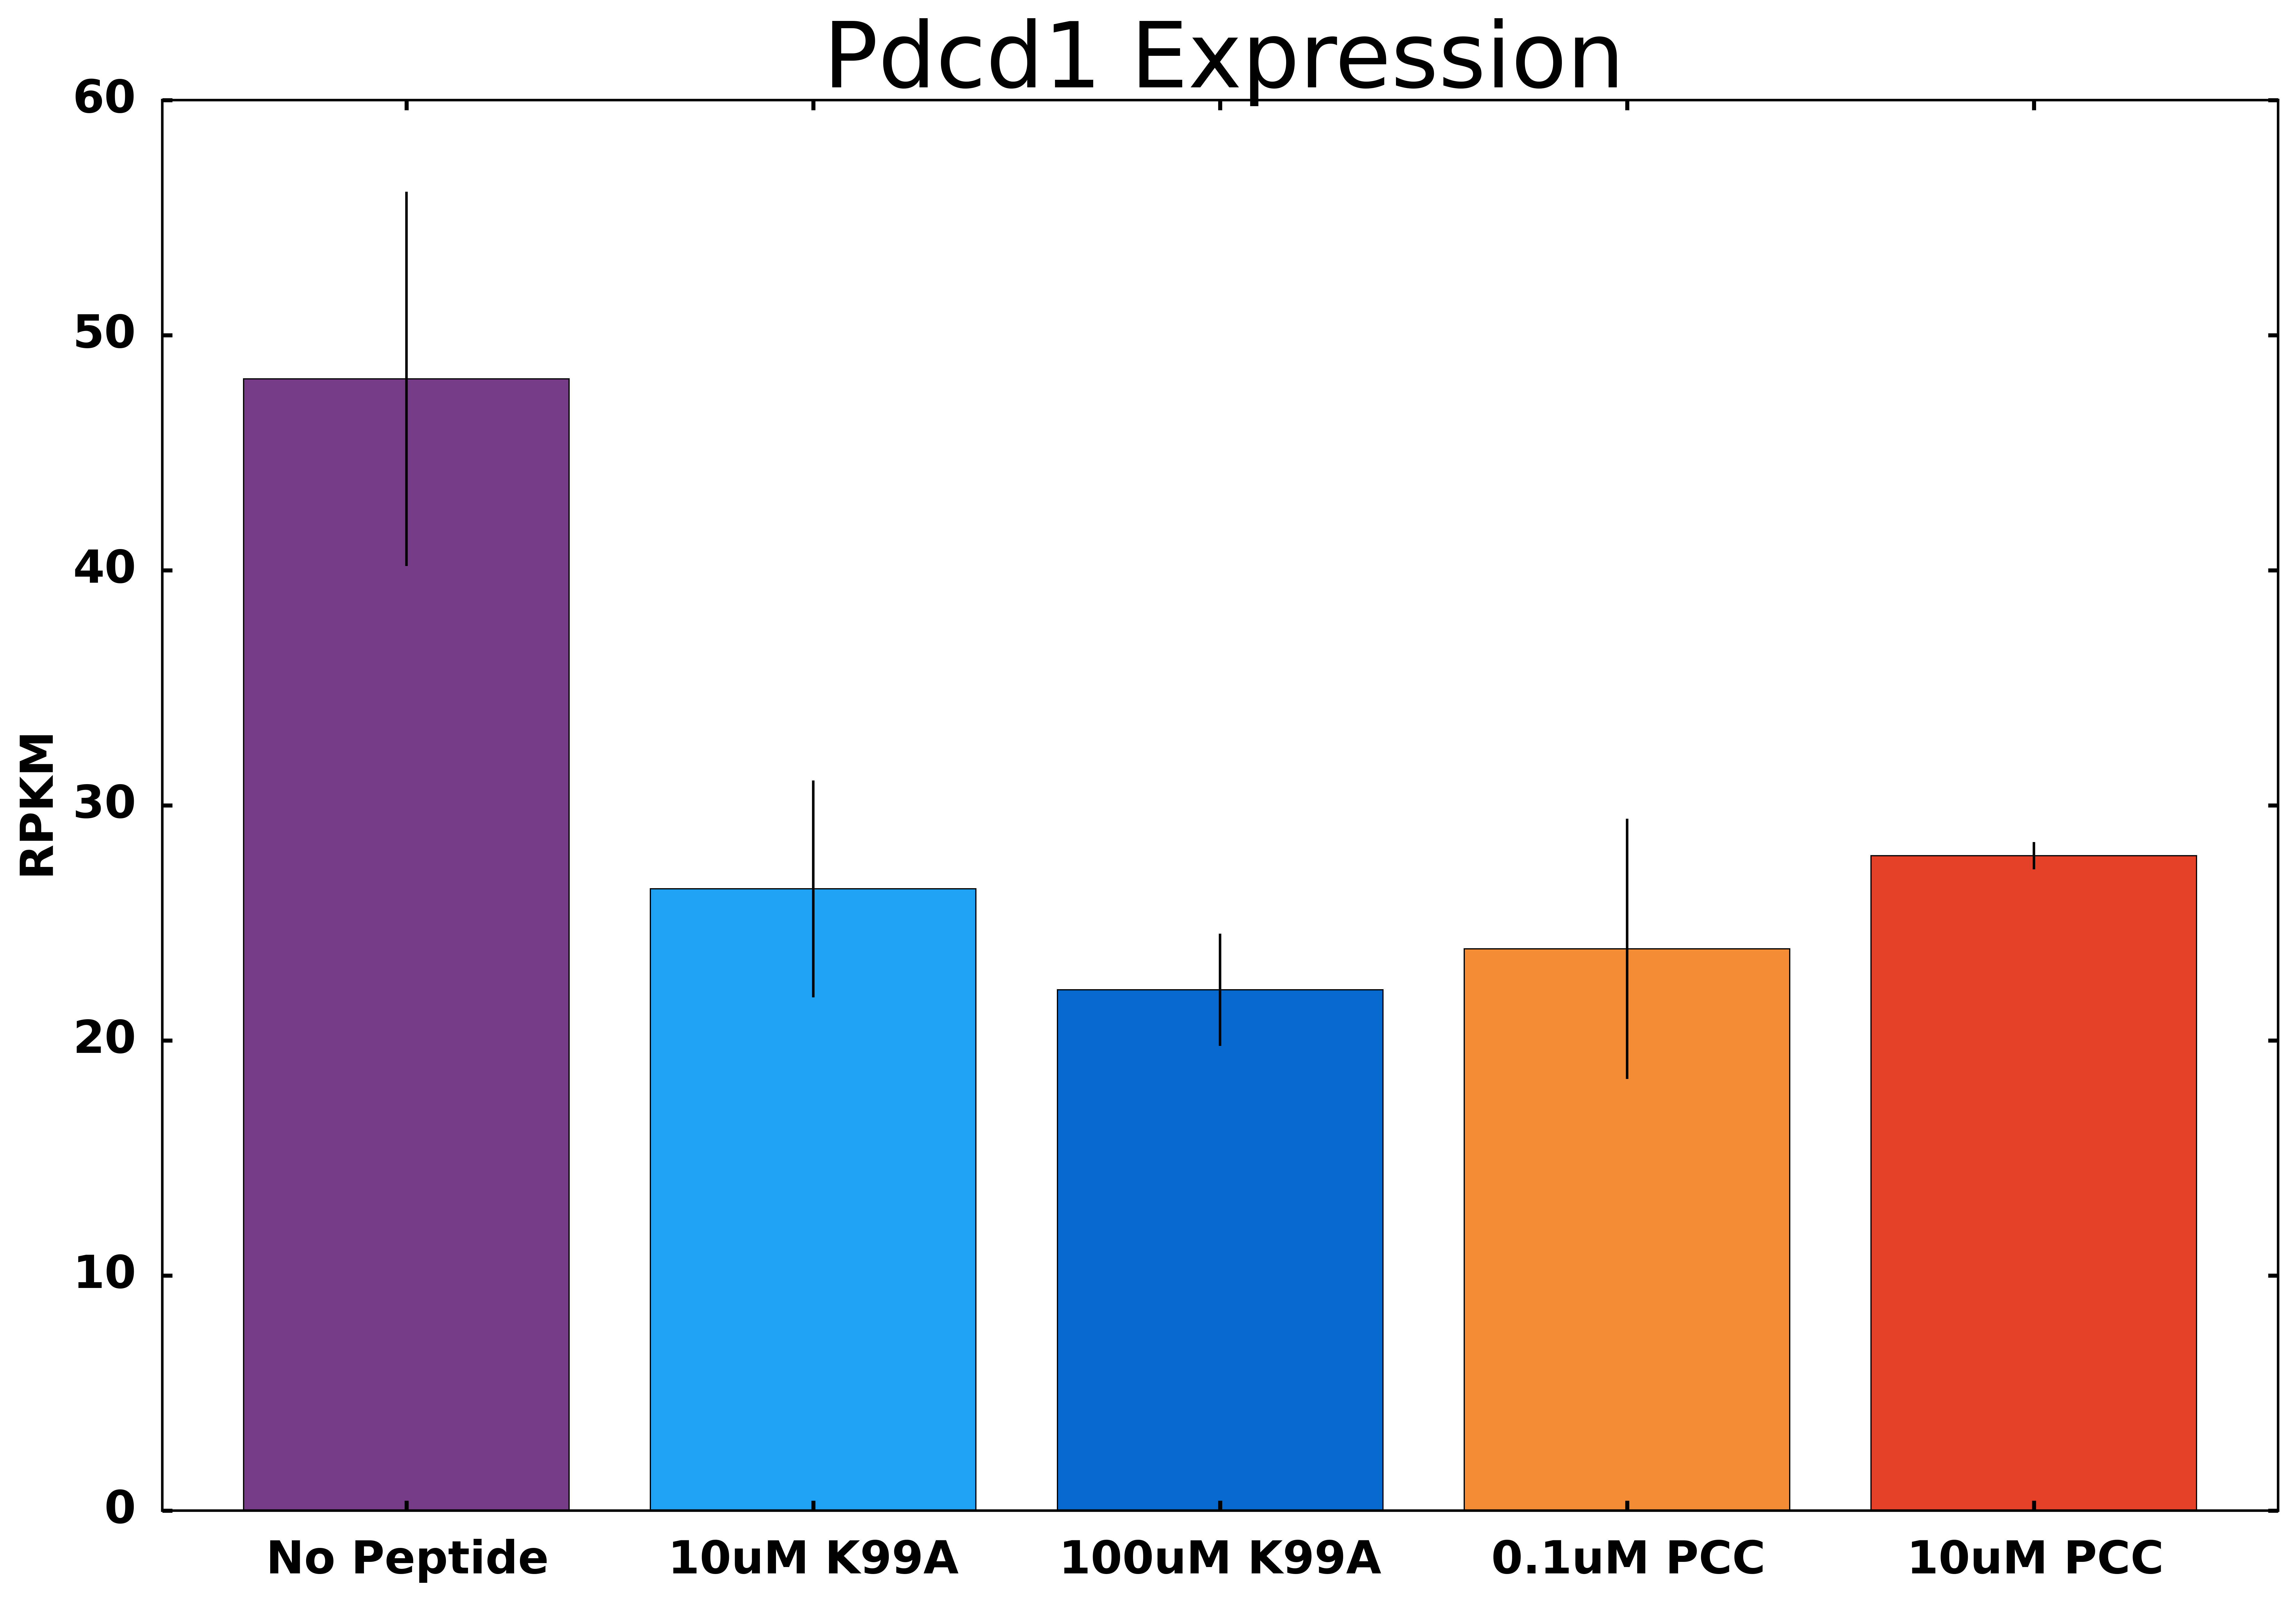 Pdcd1 Expression
60
50
40
30
20
10
0
RPKM
No Peptide
10uM K99A
100uM K99A
0.1uM PCC
10uM PCC